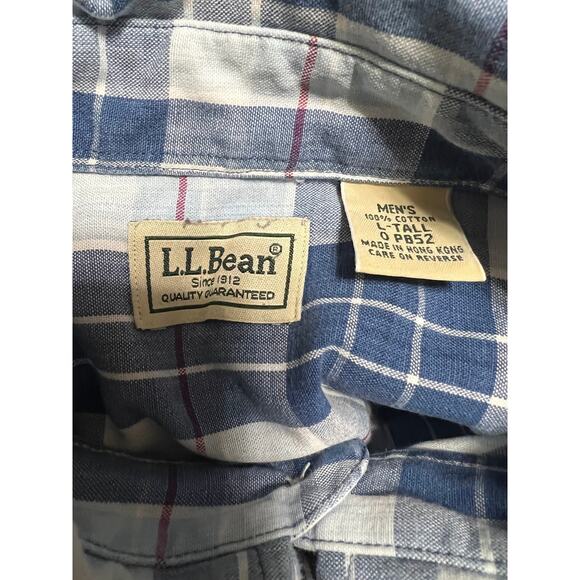 L.L.Bean®
Since 1912
QUALITY GUARANTEED
MEN'S
100% COTTON
L-TALL
0 PB52
MADE IN HONG KONG
CARE ON REVERSE